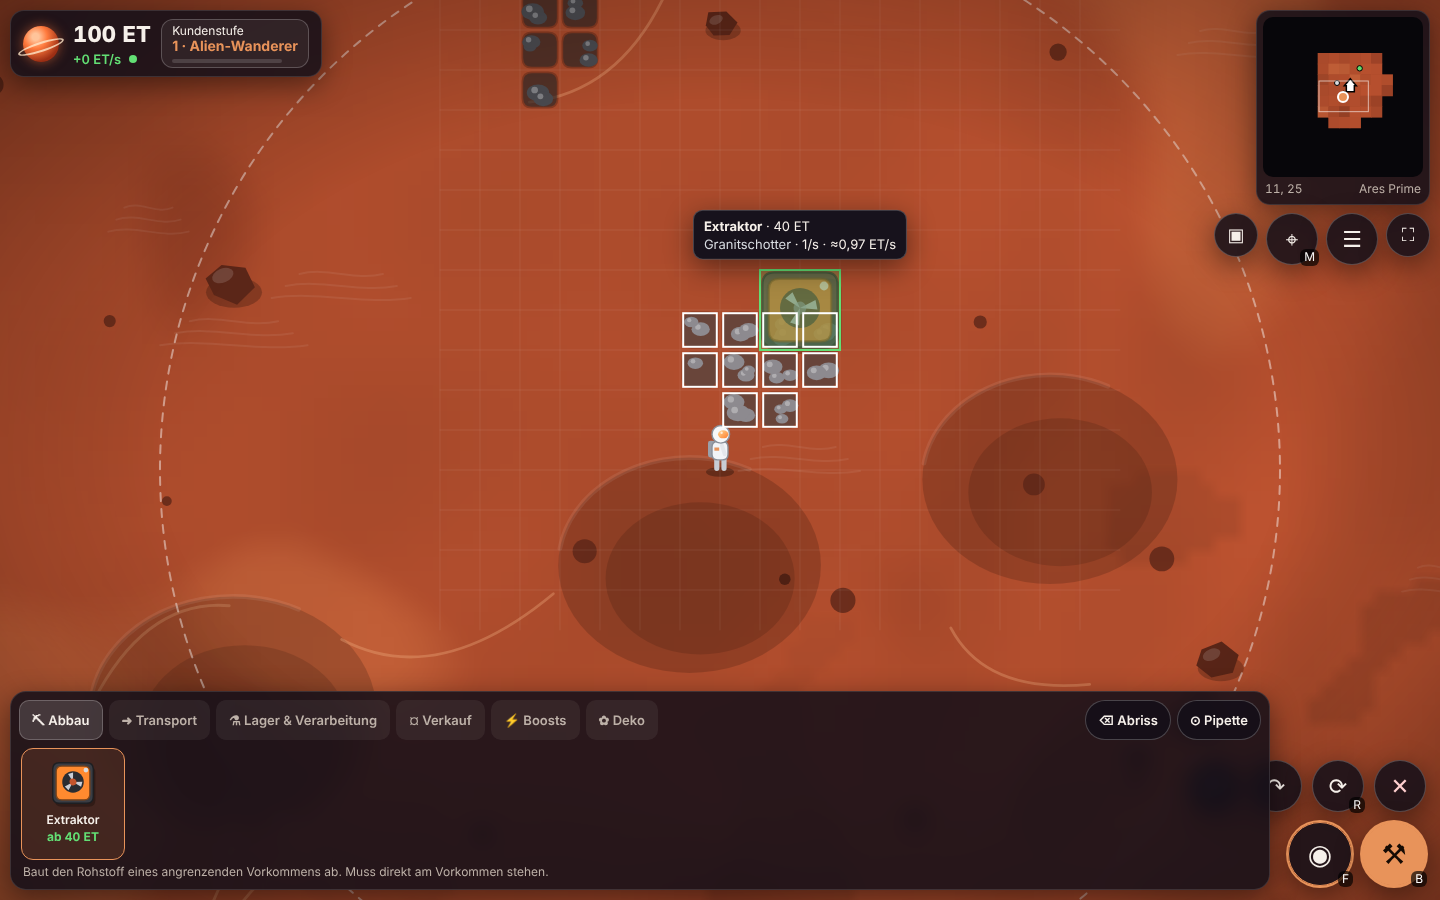 100 ET
+0 ET/s
Kundenstufe
1 · Alien-Wanderer
11, 25
Ares Prime
M
Extraktor · 40 ET
Granitschotter · 1/s · ≈0,97 ET/s
Abbau
Transport
Lager & Verarbeitung
Verkauf
Boosts
Deko
Abriss
Pipette
Extraktor
ab 40 ET
Baut den Rohstoff eines angrenzenden Vorkommens ab. Muss direkt am Vorkommen stehen.
R
F
B